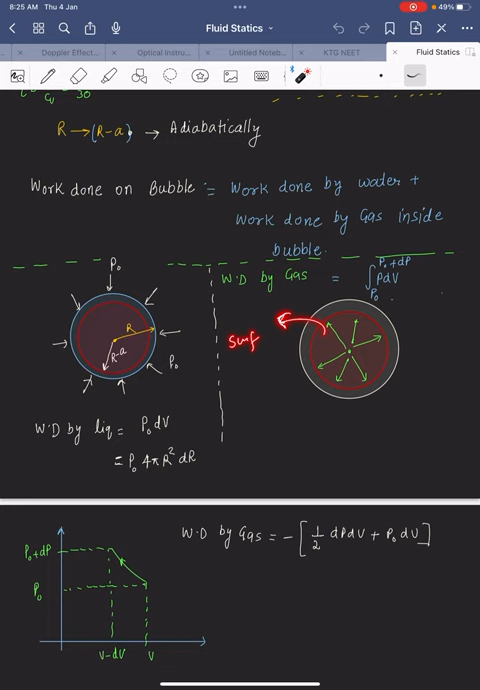 8:25 AM Thu 4 Jan
49%
Fluid Statics
Doppler Effect...
Optical Instru...
Untitled Noteb...
KTG NEET
Fluid Statics
30
R → (R-a) → Adiabatically
Work done on Bubble = Work done by water +
Work done by Gas inside
bubble.
W.D by Gas = ∫ PdV
P₀+dP
P₀
P₀
R
R-a
P₀
Surf
W.D by liq = P₀dV
= P₀ 4πR² dR
W.D by Gas = -[1/2 dPdV + P₀dV]
P₀+dP
P₀
V-dV
V